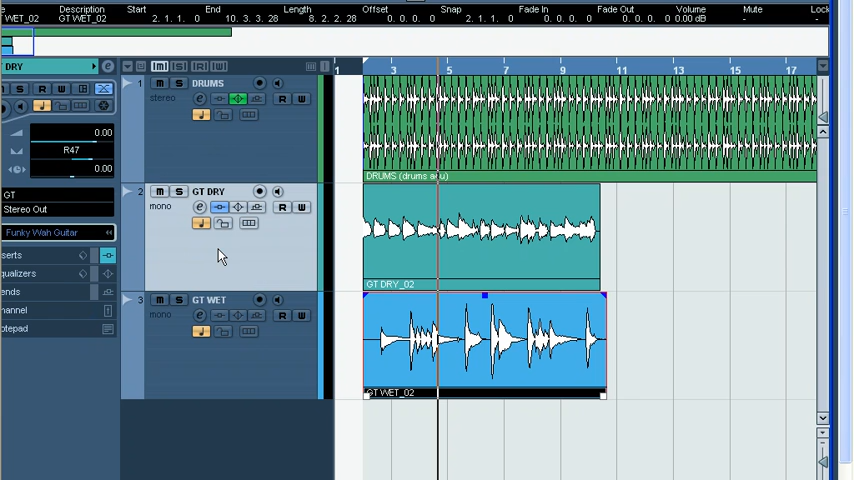 Description Start End Length Offset Snap Fade In Fade Out Volume Mute Lock
GT WET_02 2. 1. 1. 0 10. 3. 3. 28 8. 2. 2. 28 0. 0. 0. 0 2. 1. 1. 0 0. 0. 0. 0 0. 0. 0. 0 0.00 dB
DRY
R W
0.00
R47
0.00
GT
Stereo Out
Funky Wah Guitar
serts
qualizers
ends
Channel
otepad
M S R W
1 3 5 7 9 11 13 15 17
1 M S DRUMS
stereo e R W
DRUMS (drums
2 M S GT DRY
mono e R W
GT DRY_02
3 M S GT WET
mono e R W
GT WET_02